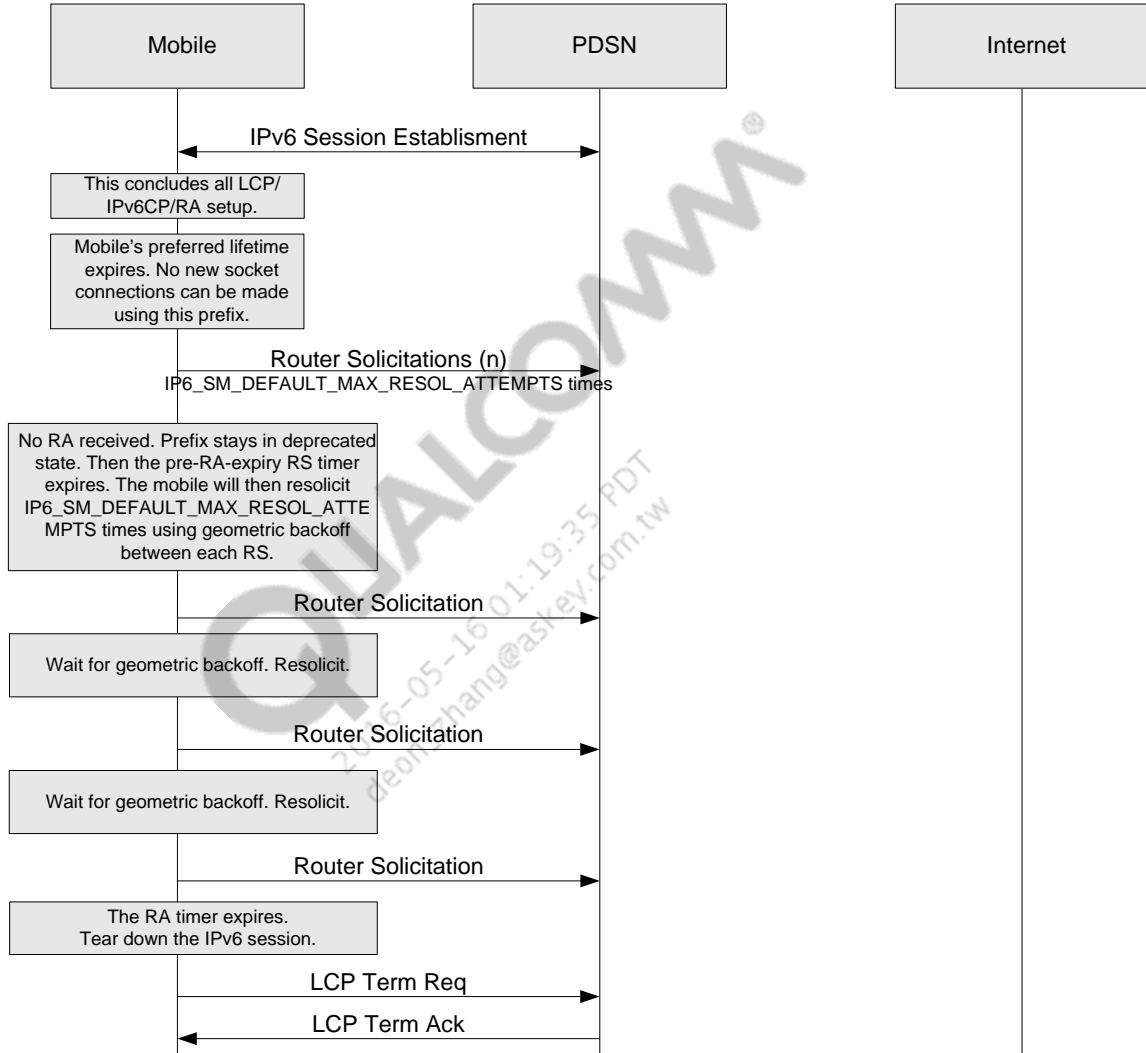 Mobile
PDSN
Internet
IPv6 Session Establisment
This concludes all LCP/
IPv6CP/RA setup.
Mobile's preferred lifetime
expires. No new socket
connections can be made
using this prefix.
Router Solicitations (n)
IP6_SM_DEFAULT_MAX_RESOL_ATTEMPTS times
No RA received. Prefix stays in deprecated
state. Then the pre-RA-expiry RS timer
expires. The mobile will then resolicit
IP6_SM_DEFAULT_MAX_RESOL_ATTE
MPTS times using geometric backoff
between each RS.
Router Solicitation
Wait for geometric backoff. Resolicit.
Router Solicitation
Wait for geometric backoff. Resolicit.
Router Solicitation
The RA timer expires.
Tear down the IPv6 session.
LCP Term Req
LCP Term Ack
QUALCOMM®
2016-05-16 01:19:35 PDT
deon_zhang@askey.com.tw